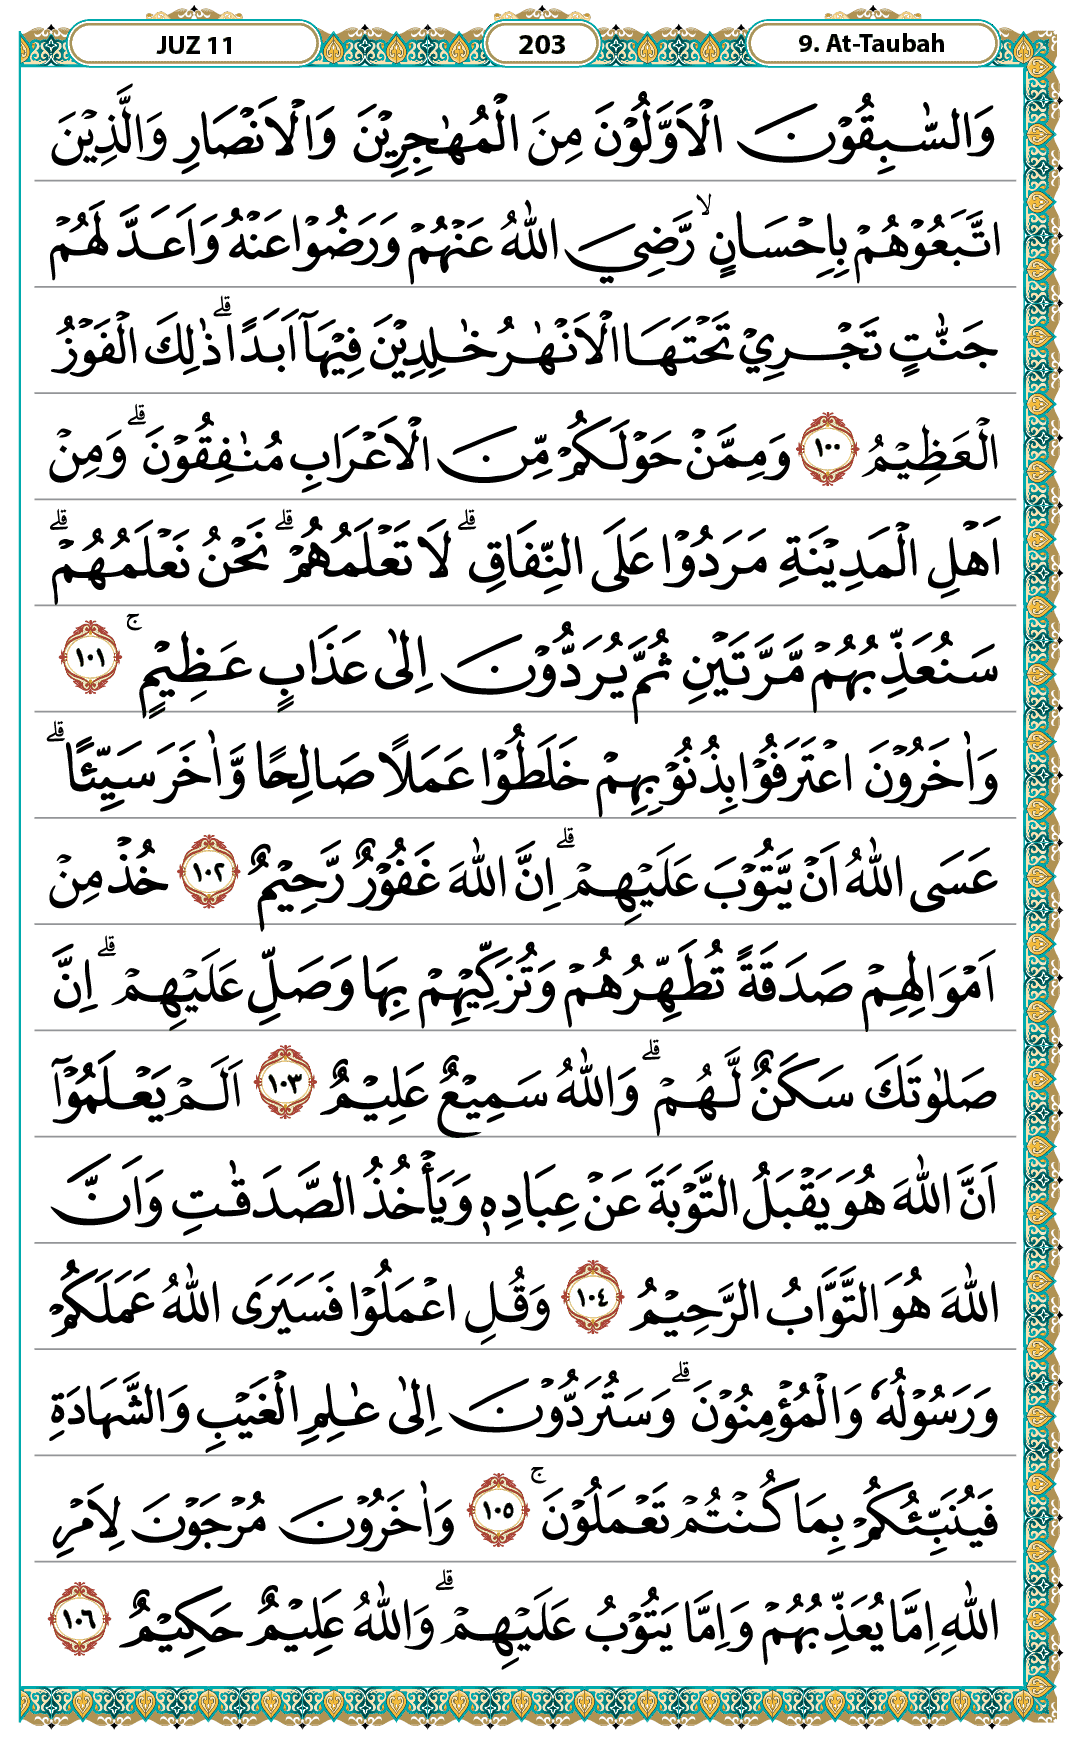 JUZ 11 203 9. At-Taubah
وَالسّٰبِقُوْنَ الْاَوَّلُوْنَ مِنَ الْمُهٰجِرِيْنَ وَالْاَنْصَارِ وَالَّذِيْنَ
اتَّبَعُوْهُمْ بِاِحْسَانٍۙ رَّضِيَ اللّٰهُ عَنْهُمْ وَرَضُوْا عَنْهُ وَاَعَدَّ لَهُمْ
جَنّٰتٍ تَجْرِيْ تَحْتَهَا الْاَنْهٰرُ خٰلِدِيْنَ فِيْهَآ اَبَدًاۗ ذٰلِكَ الْفَوْزُ
الْعَظِيْمُ ١٠٠ وَمِمَّنْ حَوْلَكُمْ مِّنَ الْاَعْرَابِ مُنٰفِقُوْنَۗ وَمِنْ
اَهْلِ الْمَدِيْنَةِ مَرَدُوْا عَلَى النِّفَاقِۗ لَا تَعْلَمُهُمْۗ نَحْنُ نَعْلَمُهُمْۗ
سَنُعَذِّبُهُمْ مَّرَّتَيْنِ ثُمَّ يُرَدُّوْنَ اِلٰى عَذَابٍ عَظِيْمٍۚ ١٠١
وَاٰخَرُوْنَ اعْتَرَفُوْا بِذُنُوْبِهِمْ خَلَطُوْا عَمَلًا صَالِحًا وَّاٰخَرَ سَيِّئًاۗ
عَسَى اللّٰهُ اَنْ يَّتُوْبَ عَلَيْهِمْۗ اِنَّ اللّٰهَ غَفُوْرٌ رَّحِيْمٌ ١٠٢ خُذْ مِنْ
اَمْوَالِهِمْ صَدَقَةً تُطَهِّرُهُمْ وَتُزَكِّيْهِمْ بِهَا وَصَلِّ عَلَيْهِمْۗ اِنَّ
صَلٰوتَكَ سَكَنٌ لَّهُمْۗ وَاللّٰهُ سَمِيْعٌ عَلِيْمٌ ١٠٣ اَلَمْ يَعْلَمُوْٓا
اَنَّ اللّٰهَ هُوَ يَقْبَلُ التَّوْبَةَ عَنْ عِبَادِهٖ وَيَأْخُذُ الصَّدَقٰتِ وَاَنَّ
اللّٰهَ هُوَ التَّوَّابُ الرَّحِيْمُ ١٠٤ وَقُلِ اعْمَلُوْا فَسَيَرَى اللّٰهُ عَمَلَكُمْ
وَرَسُوْلُهٗ وَالْمُؤْمِنُوْنَۗ وَسَتُرَدُّوْنَ اِلٰى عٰلِمِ الْغَيْبِ وَالشَّهَادَةِ
فَيُنَبِّئُكُمْ بِمَا كُنْتُمْ تَعْمَلُوْنَۚ ١٠٥ وَاٰخَرُوْنَ مُرْجَوْنَ لِاَمْرِ
اللّٰهِ اِمَّا يُعَذِّبُهُمْ وَاِمَّا يَتُوْبُ عَلَيْهِمْۗ وَاللّٰهُ عَلِيْمٌ حَكِيْمٌ ١٠٦